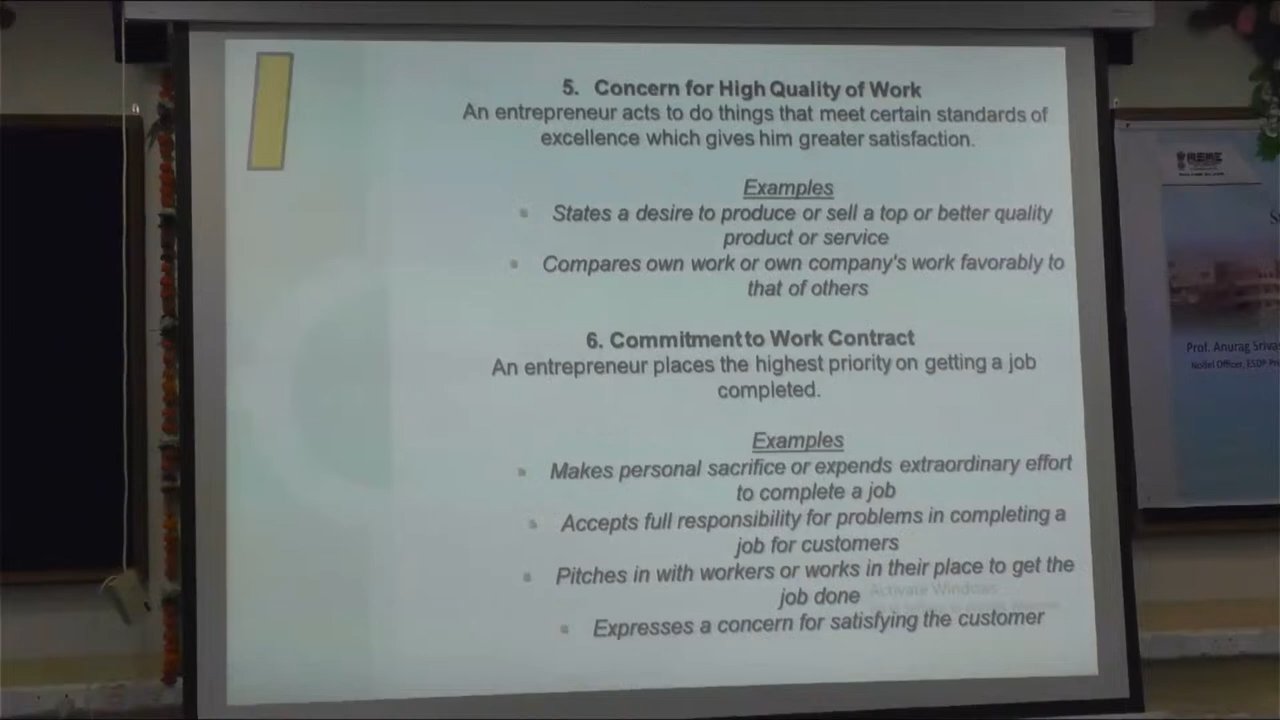 5. Concern for High Quality of Work
An entrepreneur acts to do things that meet certain standards of
excellence which gives him greater satisfaction.
Examples
States a desire to produce or sell a top or better quality
product or service
Compares own work or own company's work favorably to
that of others
6. Commitment to Work Contract
An entrepreneur places the highest priority on getting a job
completed.
Examples
Makes personal sacrifice or expends extraordinary effort
to complete a job
Accepts full responsibility for problems in completing a
job for customers
Pitches in with workers or works in their place to get the
job done
Expresses a concern for satisfying the customer
Activate Windows
Prof. Anurag
Nodel Officer, ESDP